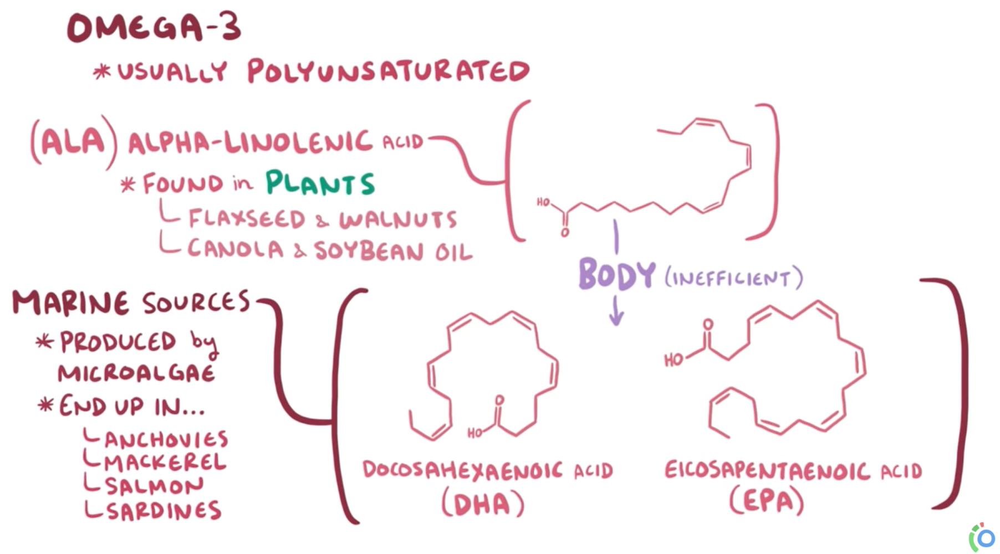 OMEGA-3
* USUALLY POLYUNSATURATED
(ALA) ALPHA-LINOLENIC ACID
* FOUND in PLANTS
FLAXSEED & WALNUTS
CANOLA & SOYBEAN OIL
HO
O
BODY (INEFFICIENT)
MARINE SOURCES
* PRODUCED by
MICROALGAE
* END UP IN...
ANCHOVIES
MACKEREL
SALMON
SARDINES
O
HO
DOCOSAHEXAENOIC ACID
(DHA)
O
HO
EICOSAPENTAENOIC ACID
(EPA)